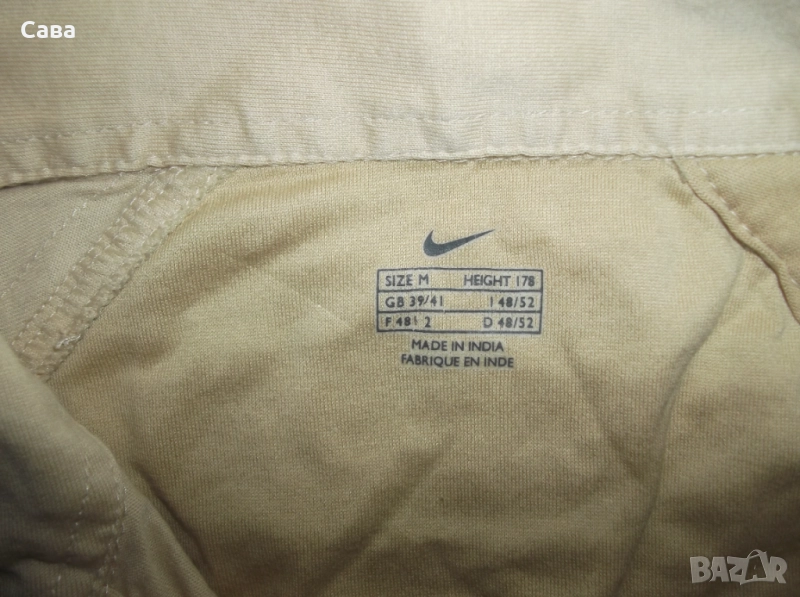 Сава
SIZE M HEIGHT 178
GB 39/41 I 48/52
F 48 2 D 48/52
MADE IN INDIA
FABRIQUE EN INDE
BAZAR